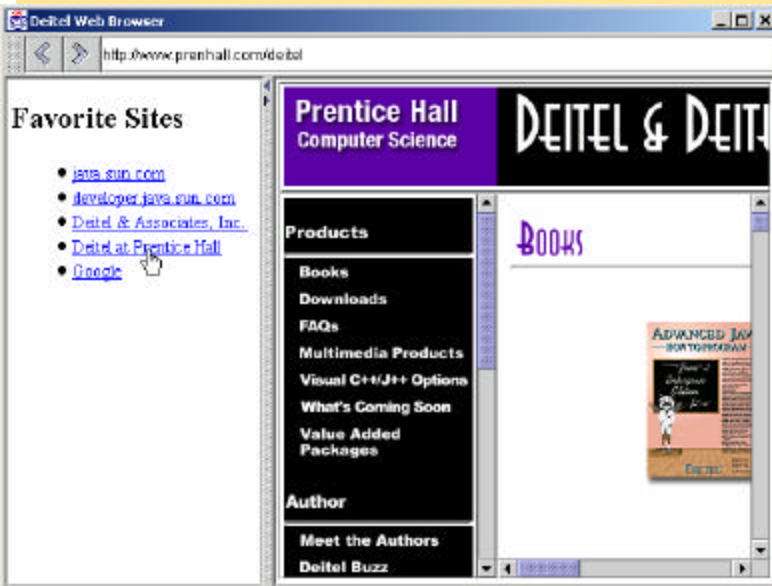 Deitel Web Browser
http://www.prenhall.com/deitel
Favorite Sites
java.sun.com
developer.java.sun.com
Deitel & Associates, Inc.
Deitel at Prentice Hall
Google
Prentice Hall
Computer Science
DEITEL & DEIT
Products
Books
Downloads
FAQs
Multimedia Products
Visual C++/J++ Options
What's Coming Soon
Value Added
Packages
Author
Meet the Authors
Deitel Buzz
BOOKS
ADVANCED JAV
HOW TO PROGRAM
DEITEL